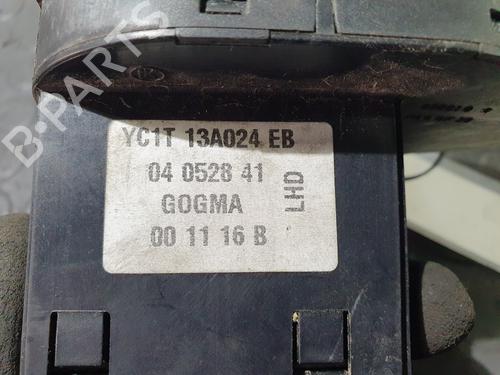 YC1T 13A024 EB
04 0528 41
GOGMA
00 11 16 B
LHD
B-PARTS